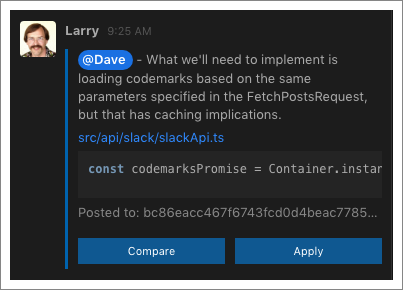 Larry 9:25 AM
@Dave - What we'll need to implement is
loading codemarks based on the same
parameters specified in the FetchPostsRequest,
but that has caching implications.
src/api/slack/slackApi.ts
const codemarksPromise = Container.instan
Posted to: bc86eacc467f6743fcd0d4beac7785...
Compare Apply